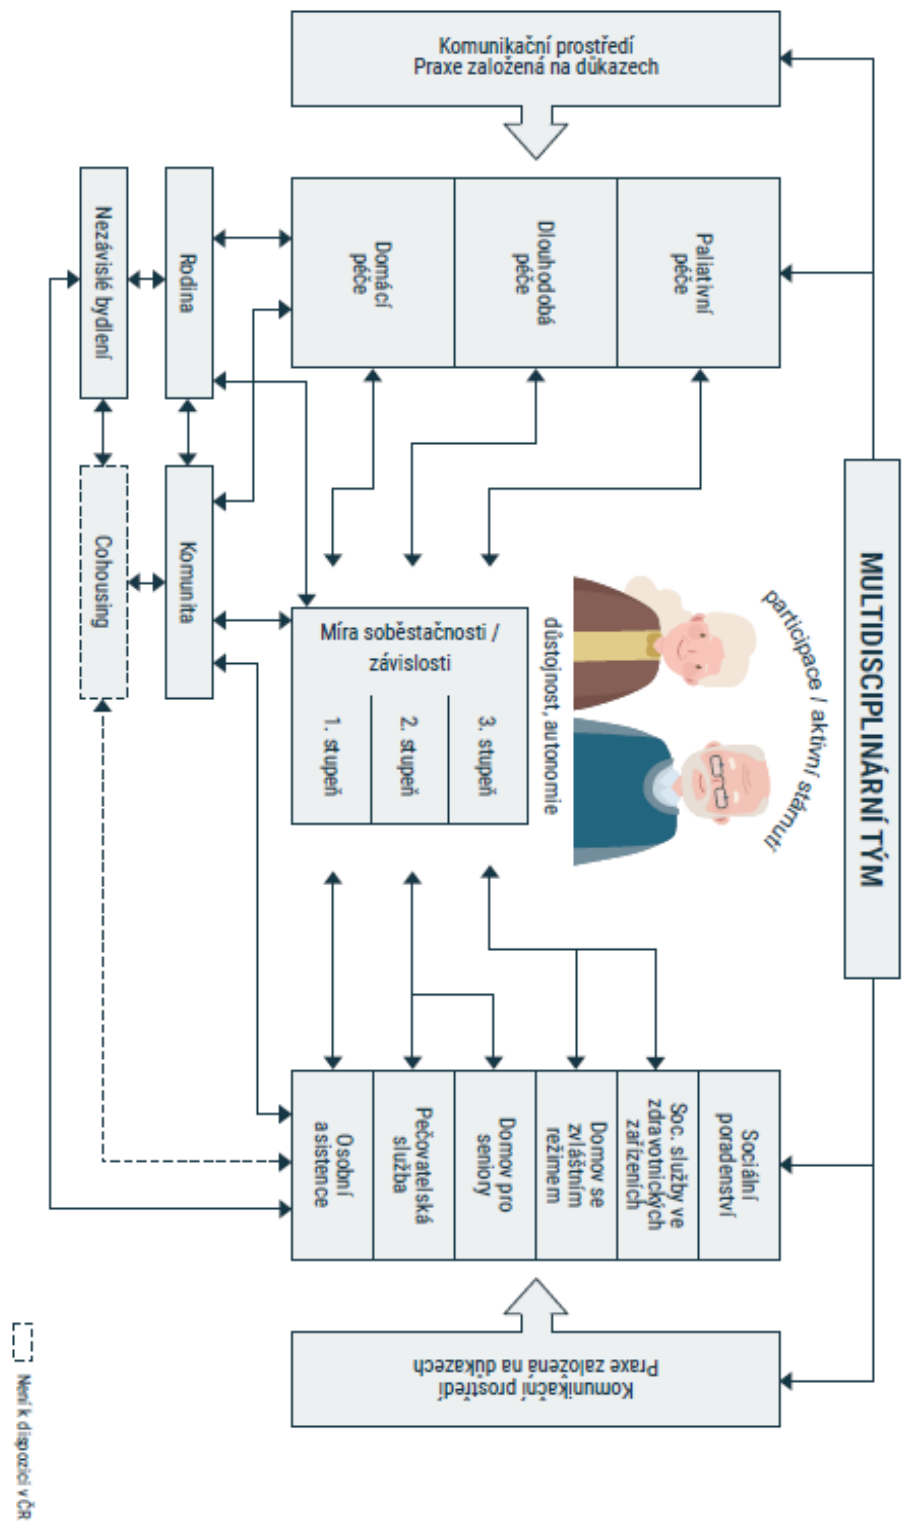 MULTIDISCIPLINÁRNÍ TÝM
Komunikační prostředí
Praxe založená na důkazech
Paliativní
péče
Dlouhodobá
péče
Domácí
péče
participace / aktivní stárnutí
důstojnost, autonomie
Míra soběstačnosti /
závislosti
3. stupeň
2. stupeň
1. stupeň
Sociální
poradenství
Soc. služby ve
zdravotnických
zařízeních
Domov se
zvláštním
režimem
Domov pro
seniory
Pečovatelská
služba
Osobní
asistence
Komunikační prostředí
Praxe založená na důkazech
Rodina
Komunita
Nezávislé bydlení
Cohousing
Není k dispozici v ČR